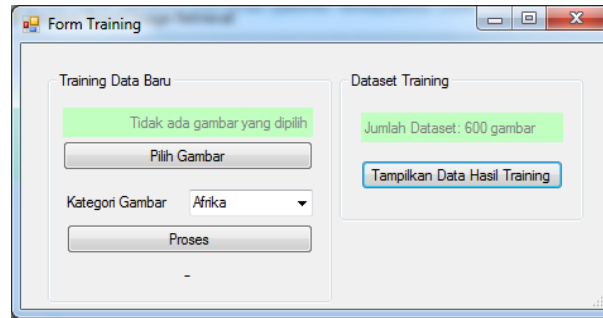 Form Training
Training Data Baru
Tidak ada gambar yang dipilih
Pilih Gambar
Kategori Gambar
Afrika
Proses
-
Dataset Training
Jumlah Dataset: 600 gambar
Tampilkan Data Hasil Training